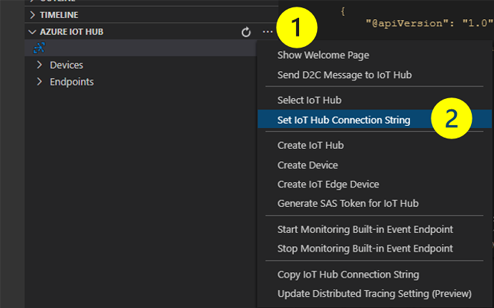 TIMELINE
AZURE IOT HUB
Devices
Endpoints
{
"@apiVersion": "1.0"
1
...
Show Welcome Page
Send D2C Message to IoT Hub
Select IoT Hub
Set IoT Hub Connection String
2
Create IoT Hub
Create Device
Create IoT Edge Device
Generate SAS Token for IoT Hub
Start Monitoring Built-in Event Endpoint
Stop Monitoring Built-in Event Endpoint
Copy IoT Hub Connection String
Update Distributed Tracing Setting (Preview)